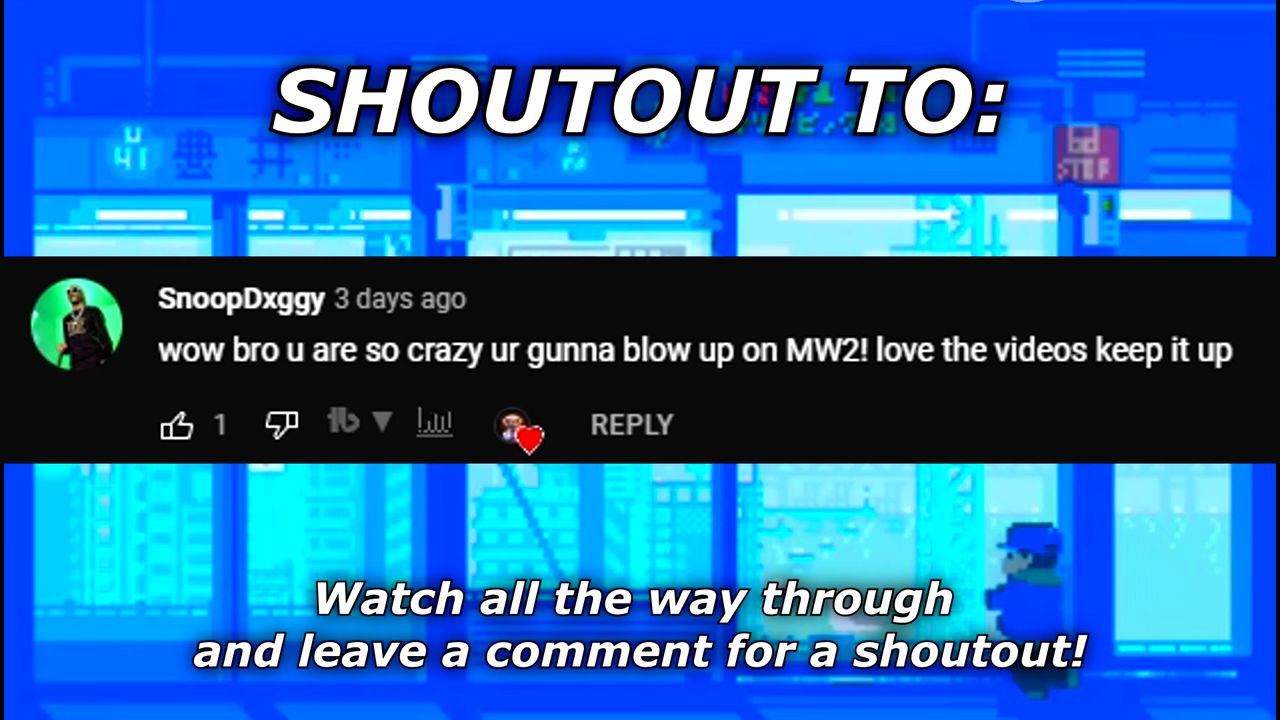 SHOUTOUT TO:
SnoopDxggy 3 days ago
wow bro u are so crazy ur gunna blow up on MW2! love the videos keep it up
1
REPLY
Watch all the way through
and leave a comment for a shoutout!